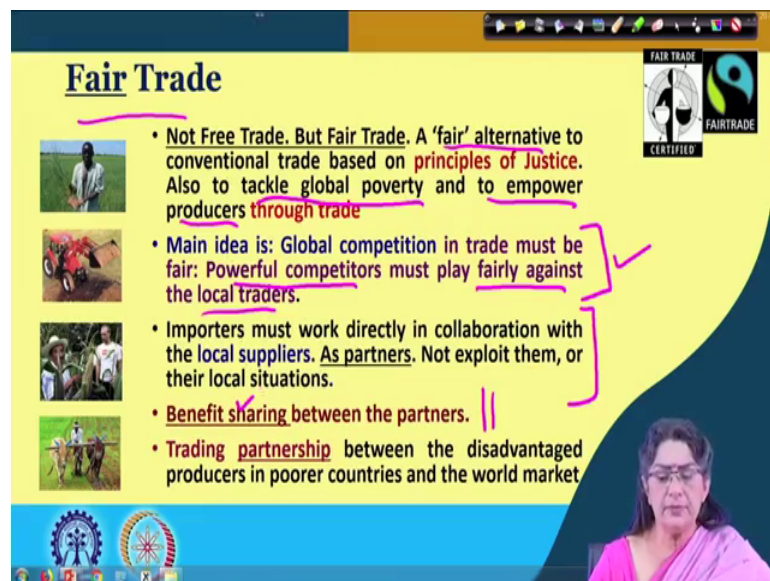 Fair Trade
FAIR TRADE
CERTIFIED
FAIRTRADE
• Not Free Trade. But Fair Trade. A ‘fair’ alternative to
conventional trade based on principles of Justice.
Also to tackle global poverty and to empower
producers through trade
• Main idea is: Global competition in trade must be
fair: Powerful competitors must play fairly against
the local traders.
• Importers must work directly in collaboration with
the local suppliers. As partners. Not exploit them, or
their local situations.
• Benefit sharing between the partners.
• Trading partnership between the disadvantaged
producers in poorer countries and the world market